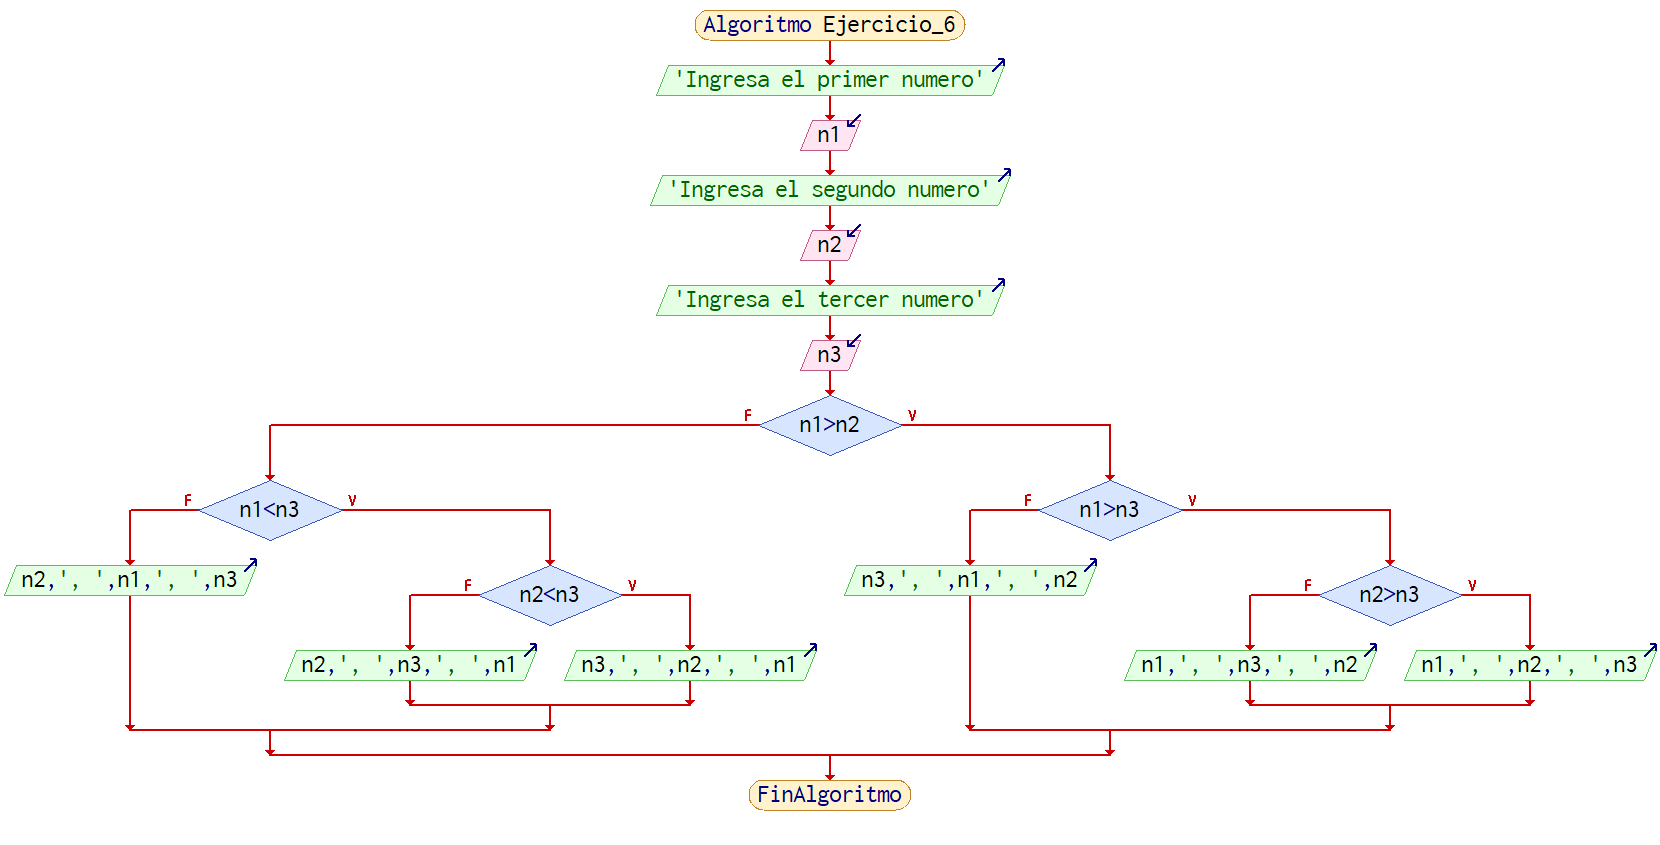 Algoritmo Ejercicio_6
'Ingresa el primer numero'
n1
'Ingresa el segundo numero'
n2
'Ingresa el tercer numero'
n3
F
n1>n2
V
F
n1<n3
V
F
n1>n3
V
n2,', ',n1,', ',n3
F
n2<n3
V
n3,', ',n1,', ',n2
F
n2>n3
V
n2,', ',n3,', ',n1
n3,', ',n2,', ',n1
n1,', ',n3,', ',n2
n1,', ',n2,', ',n3
FinAlgoritmo